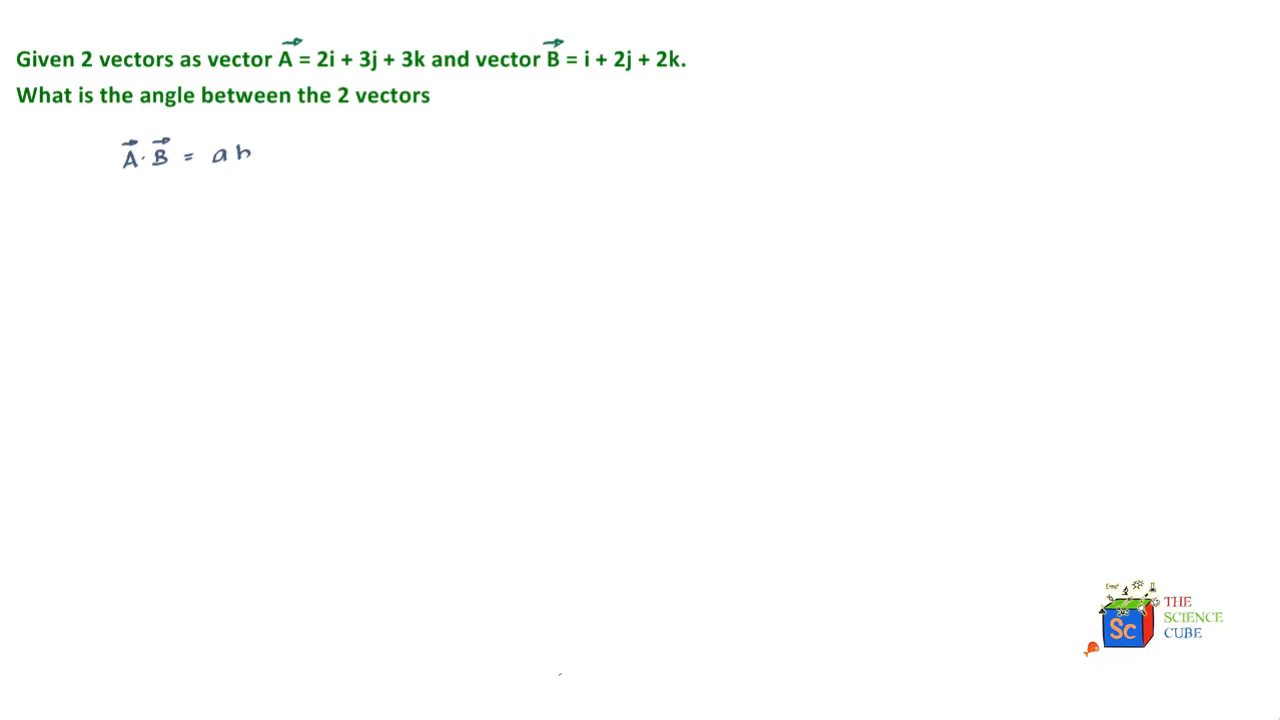 Given 2 vectors as vector A⃗ = 2i + 3j + 3k and vector B⃗ = i + 2j + 2k.
What is the angle between the 2 vectors
A⃗ · B⃗ = a b
Sc
THE
SCIENCE
CUBE